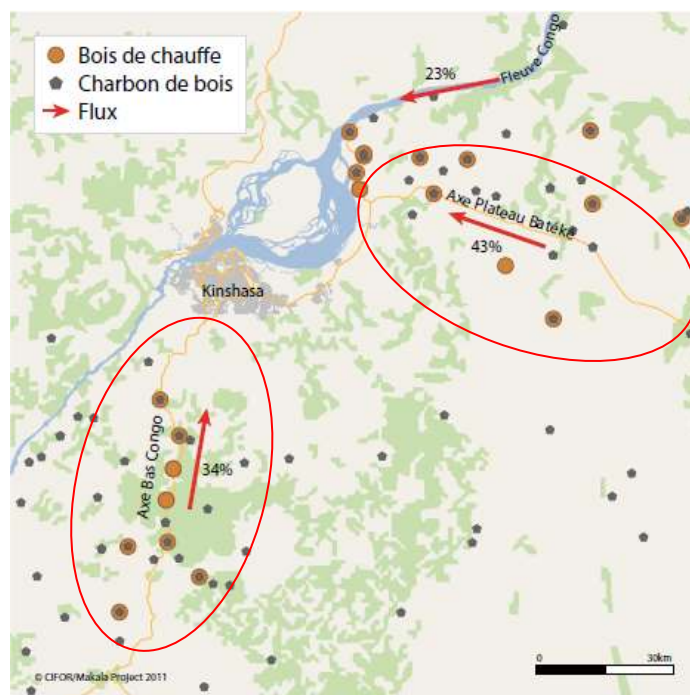 Bois de chauffe
Charbon de bois
Flux
23%
Fleuve Congo
Axe Plateau Batéké
43%
Kinshasa
Axe Bas Congo
34%
© CIFOR/Makala Project 2011
0 30km